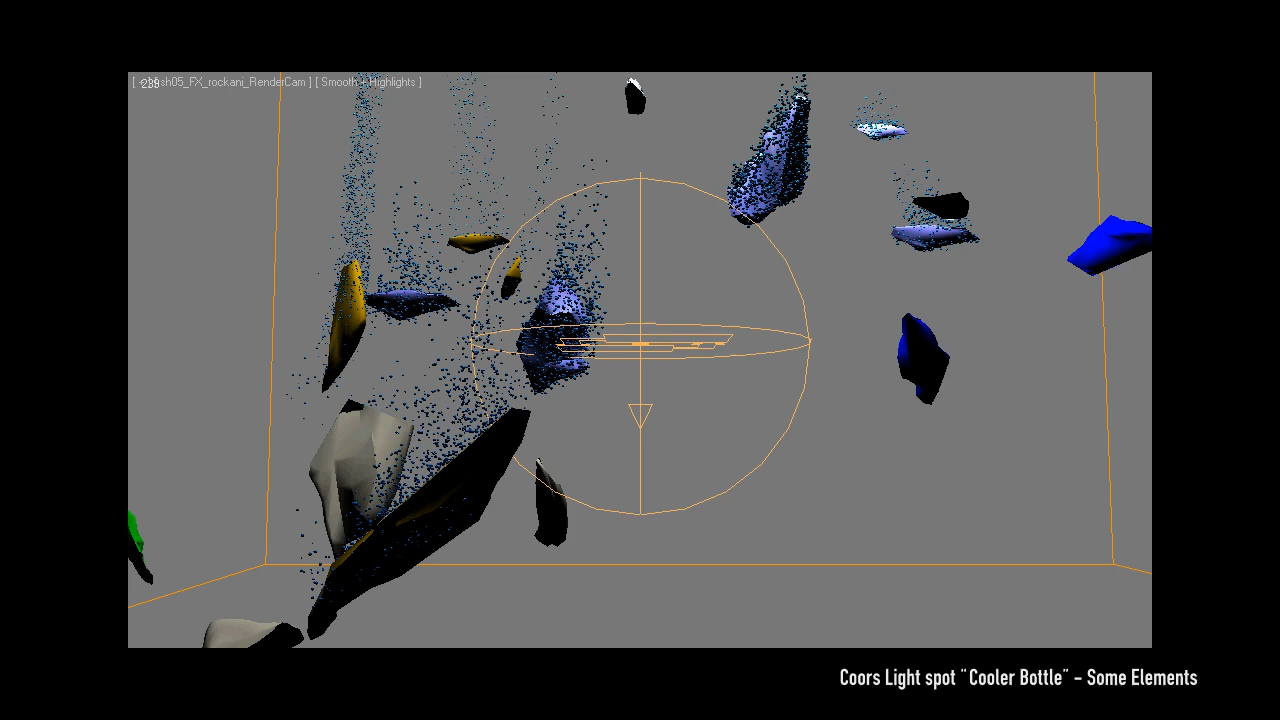 sh05_FX_rockani_RenderCam ] [ Smooth + Highlights ]
Coors Light spot "Cooler Bottle" - Some Elements